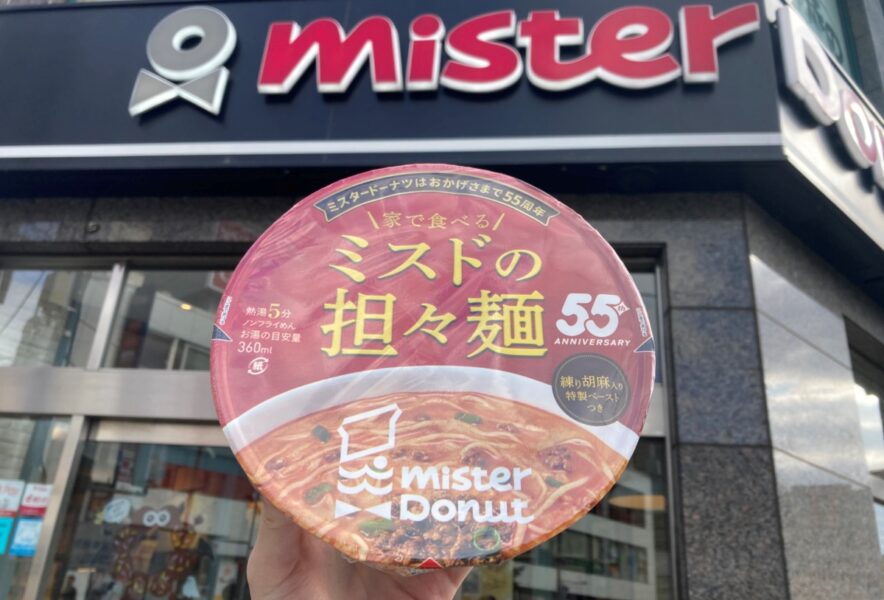 mister
Don
ミスタードーナツはおかげさまで55周年
\家で食べる/
ミスドの
担々麺
熱湯5分
ノンフライめん
お湯の目安量
360ml
紙
55th
ANNIVERSARY
練り胡麻入り
特製ペースト
つき
mister
Donut